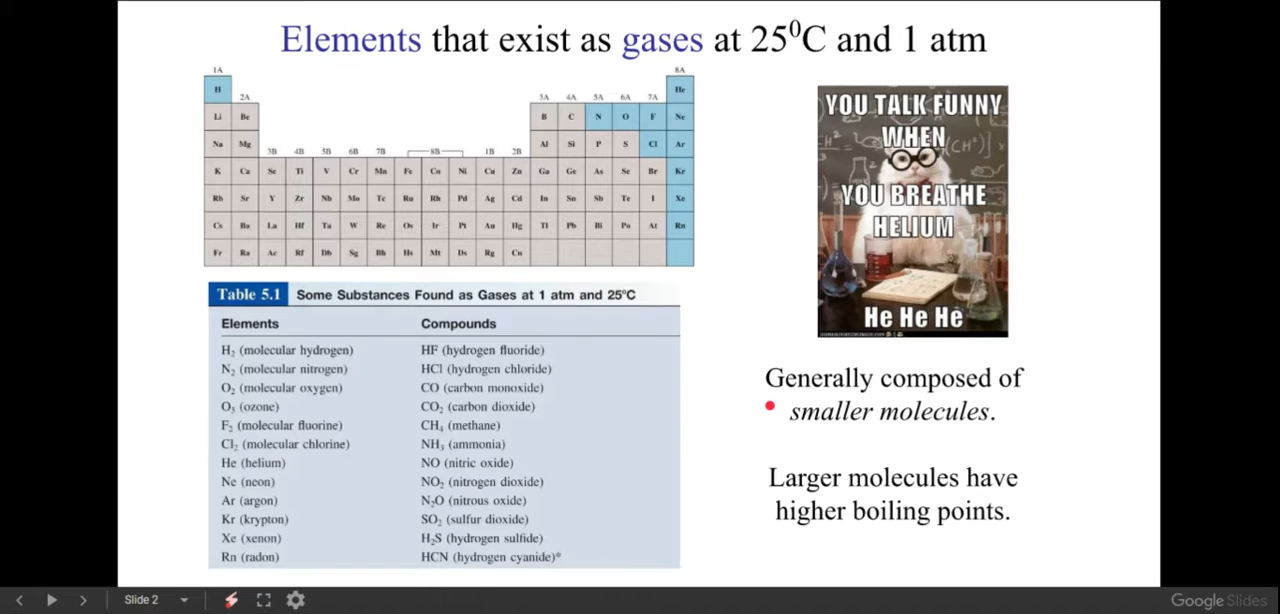 Elements that exist as gases at 25⁰C and 1 atm
1A 8A
H He
2A 3A 4A 5A 6A 7A
Li Be B C N O F Ne
Na Mg 3B 4B 5B 6B 7B 8B 1B 2B Al Si P S Cl Ar
K Ca Sc Ti V Cr Mn Fe Co Ni Cu Zn Ga Ge As Se Br Kr
Rb Sr Y Zr Nb Mo Tc Ru Rh Pd Ag Cd In Sn Sb Te I Xe
Cs Ba La Hf Ta W Re Os Ir Pt Au Hg Tl Pb Bi Po At Rn
Fr Ra Ac Rf Db Sg Bh Hs Mt Ds Rg Cn
Table 5.1 Some Substances Found as Gases at 1 atm and 25°C
Elements Compounds
H₂ (molecular hydrogen) HF (hydrogen fluoride)
N₂ (molecular nitrogen) HCl (hydrogen chloride)
O₂ (molecular oxygen) CO (carbon monoxide)
O₃ (ozone) CO₂ (carbon dioxide)
F₂ (molecular fluorine) CH₄ (methane)
Cl₂ (molecular chlorine) NH₃ (ammonia)
He (helium) NO (nitric oxide)
Ne (neon) NO₂ (nitrogen dioxide)
Ar (argon) N₂O (nitrous oxide)
Kr (krypton) SO₂ (sulfur dioxide)
Xe (xenon) H₂S (hydrogen sulfide)
Rn (radon) HCN (hydrogen cyanide)*
YOU TALK FUNNY
WHEN
YOU BREATHE
HELIUM
He He He
Generally composed of
smaller molecules.
Larger molecules have
higher boiling points.
Slide 2
Google Slides